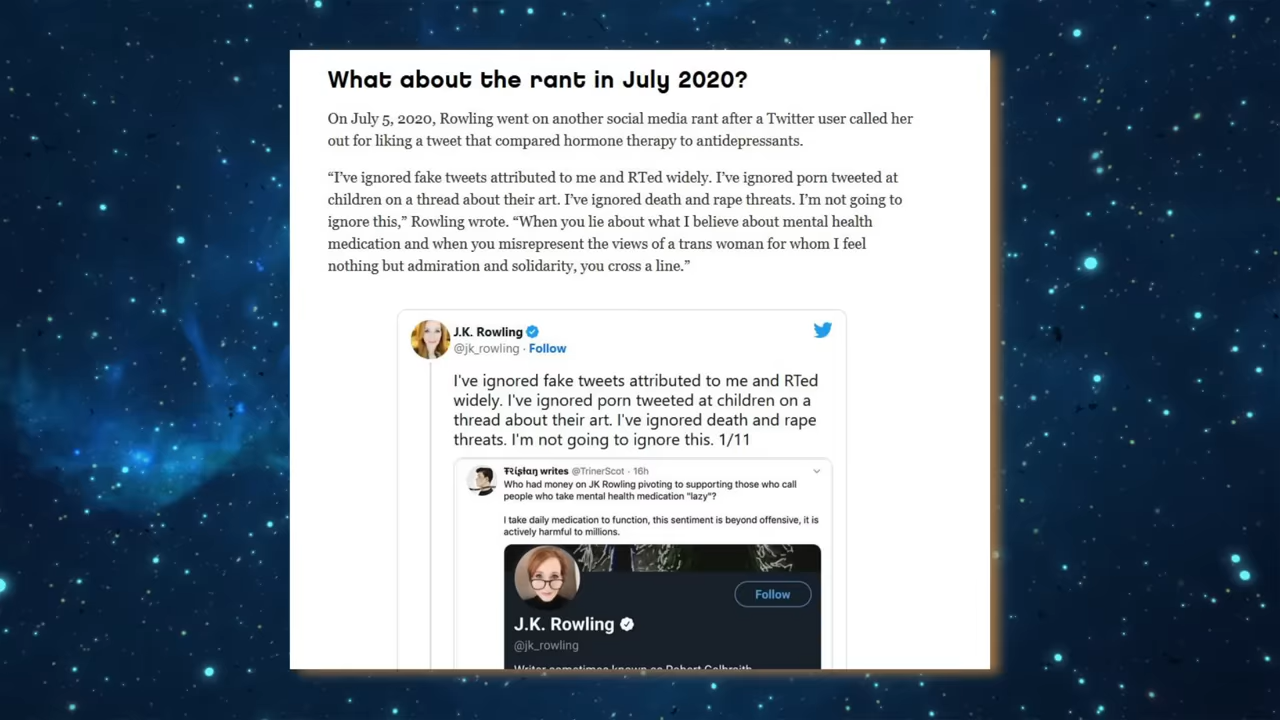 What about the rant in July 2020?
On July 5, 2020, Rowling went on another social media rant after a Twitter user called her
out for liking a tweet that compared hormone therapy to antidepressants.
“I’ve ignored fake tweets attributed to me and RTed widely. I’ve ignored porn tweeted at
children on a thread about their art. I’ve ignored death and rape threats. I’m not going to
ignore this,” Rowling wrote. “When you lie about what I believe about mental health
medication and when you misrepresent the views of a trans woman for whom I feel
nothing but admiration and solidarity, you cross a line.”
J.K. Rowling
@jk_rowling · Follow
I've ignored fake tweets attributed to me and RTed
widely. I've ignored porn tweeted at children on a
thread about their art. I've ignored death and rape
threats. I'm not going to ignore this. 1/11
writes @TrinerScot · 16h
Who had money on JK Rowling pivoting to supporting those who call
people who take mental health medication "lazy"?
I take daily medication to function, this sentiment is beyond offensive, it is
actively harmful to millions.
Follow
J.K. Rowling
@jk_rowling
Writer sometimes known as Robert Galbraith